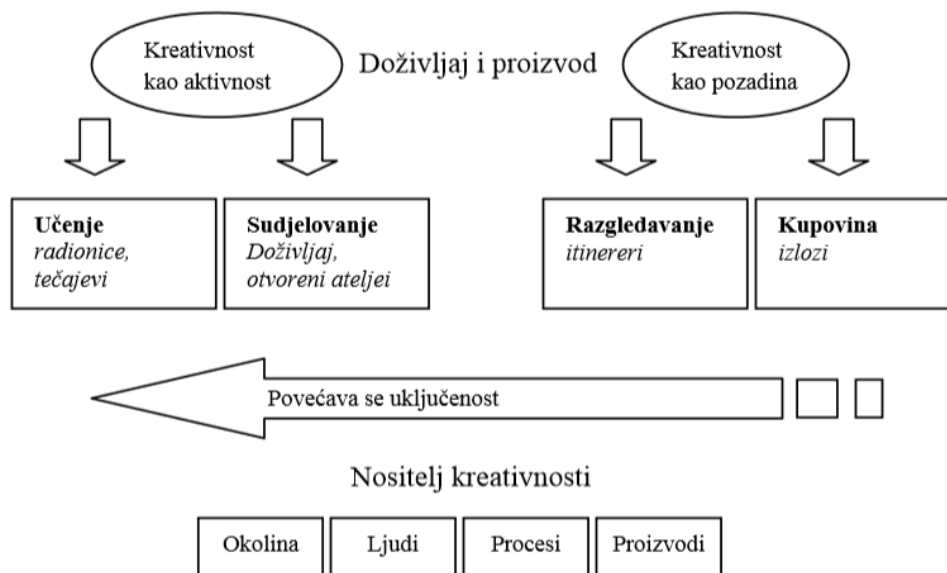 Kreativnost
kao aktivnost
Doživljaj i proizvod
Kreativnost
kao pozadina
Učenje
radionice,
tečajevi
Sudjelovanje
Doživljaj,
otvoreni ateljei
Razgledavanje
itinereri
Kupovina
izlozi
Povećava se uključenost
Nositelj kreativnosti
Okolina
Ljudi
Procesi
Proizvodi